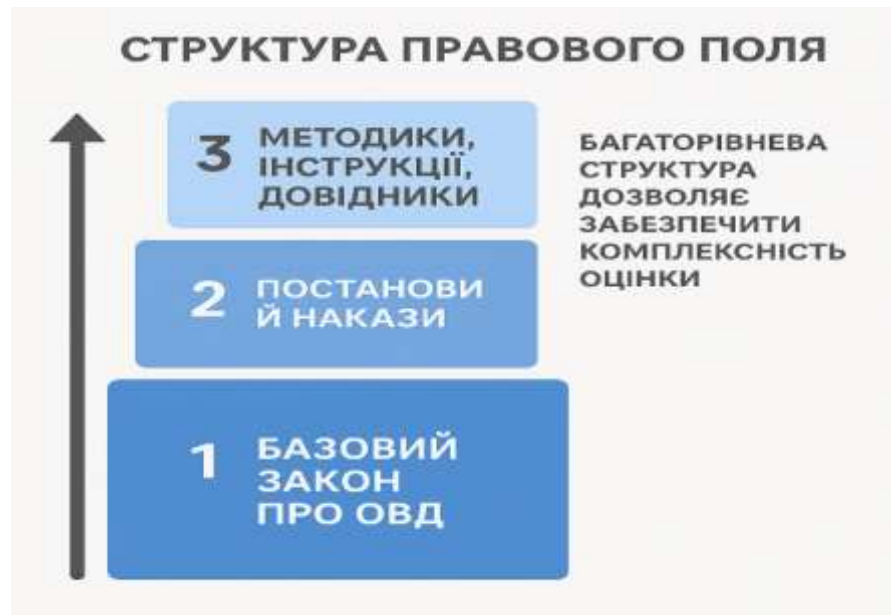 СТРУКТУРА ПРАВОВОГО ПОЛЯ
3 МЕТОДИКИ,
ІНСТРУКЦІЇ,
ДОВІДНИКИ
БАГАТОРІВНЕВА
СТРУКТУРА
ДОЗВОЛЯЄ
ЗАБЕЗПЕЧИТИ
КОМПЛЕКСНІСТЬ
ОЦІНКИ
2 ПОСТАНОВИ
Й НАКАЗИ
1 БАЗОВИЙ
ЗАКОН
ПРО ОВД